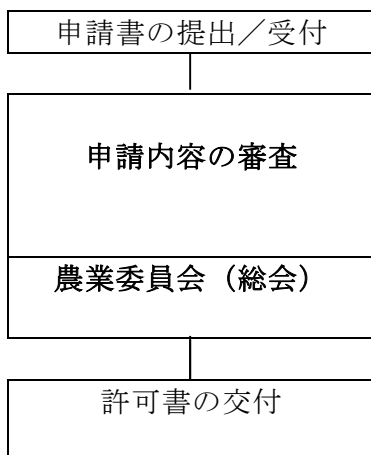 申請書の提出／受付
申請内容の審査
農業委員会（総会）
許可書の交付